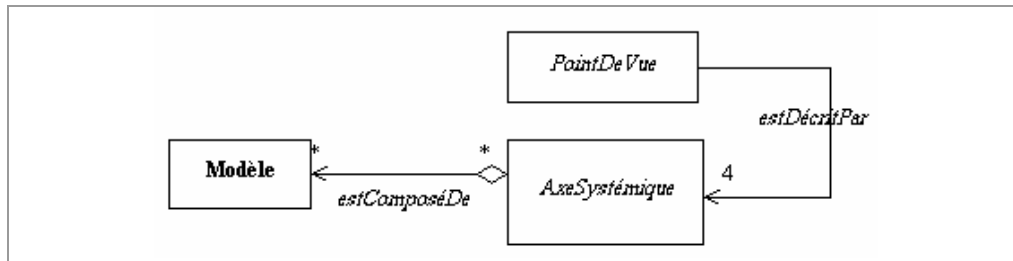 PointDeVue
estDécritPar
Modèle
*
*
estComposéDe
AxeSystémique
4